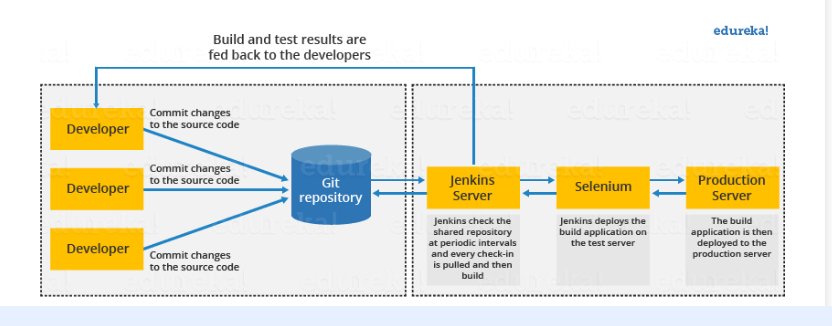 edureka!
Build and test results are
fed back to the developers
Developer
Commit changes
to the source code
Developer
Commit changes
to the source code
Developer
Commit changes
to the source code
Git
repository
Jenkins
Server
Selenium
Production
Server
Jenkins check the
shared repository
at periodic intervals
and every check-in
is pulled and then
build
Jenkins deploys the
build application on
the test server
The build
application is then
deployed to the
production server